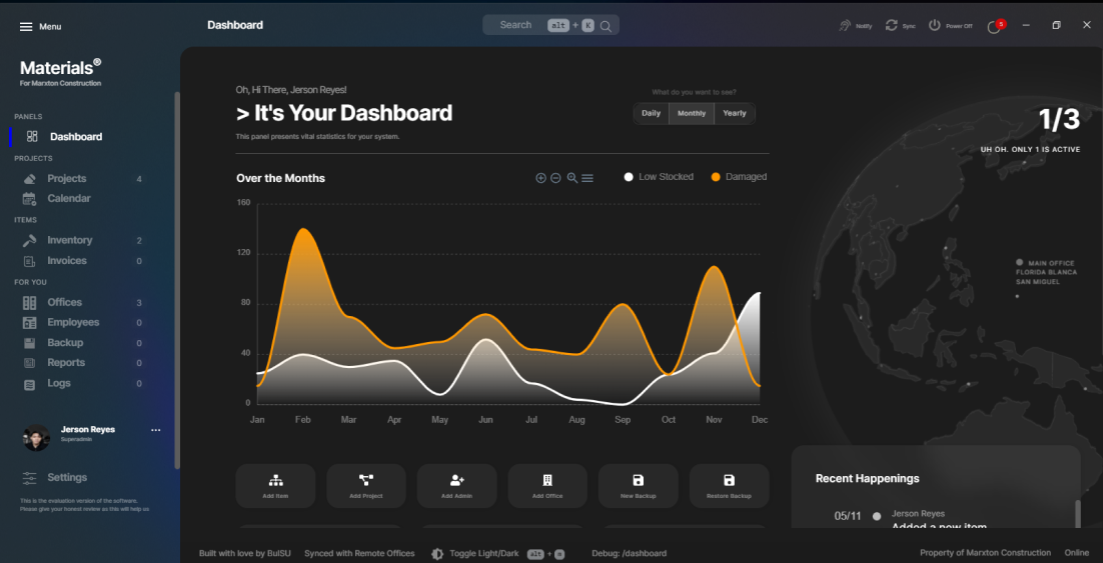 Menu
Dashboard
Search alt + K
Notify
Sync
Power Off
5
Materials®
For Marxton Construction
PANELS
Dashboard
PROJECTS
Projects 4
Calendar
ITEMS
Inventory 2
Invoices 0
FOR YOU
Offices 3
Employees 0
Backup 0
Reports 0
Logs 0
Jerson Reyes
Superadmin
Settings
This is the evaluation version of the software.
Please give your honest review as this will help us
Oh, Hi There, Jerson Reyes!
> It's Your Dashboard
This panel presents vital statistics for your system.
What do you want to see?
Daily Monthly Yearly
Over the Months
Low Stocked Damaged
160
120
80
40
0
Jan Feb Mar Apr May Jun Jul Aug Sep Oct Nov Dec
Add Item
Add Project
Add Admin
Add Office
New Backup
Restore Backup
1/3
UH OH. ONLY 1 IS ACTIVE
MAIN OFFICE
FLORIDA BLANCA
SAN MIGUEL
Recent Happenings
05/11
Jerson Reyes
Added a new item
Built with love by BulSU
Synced with Remote Offices
Toggle Light/Dark alt +
Debug: /dashboard
Property of Marxton Construction
Online